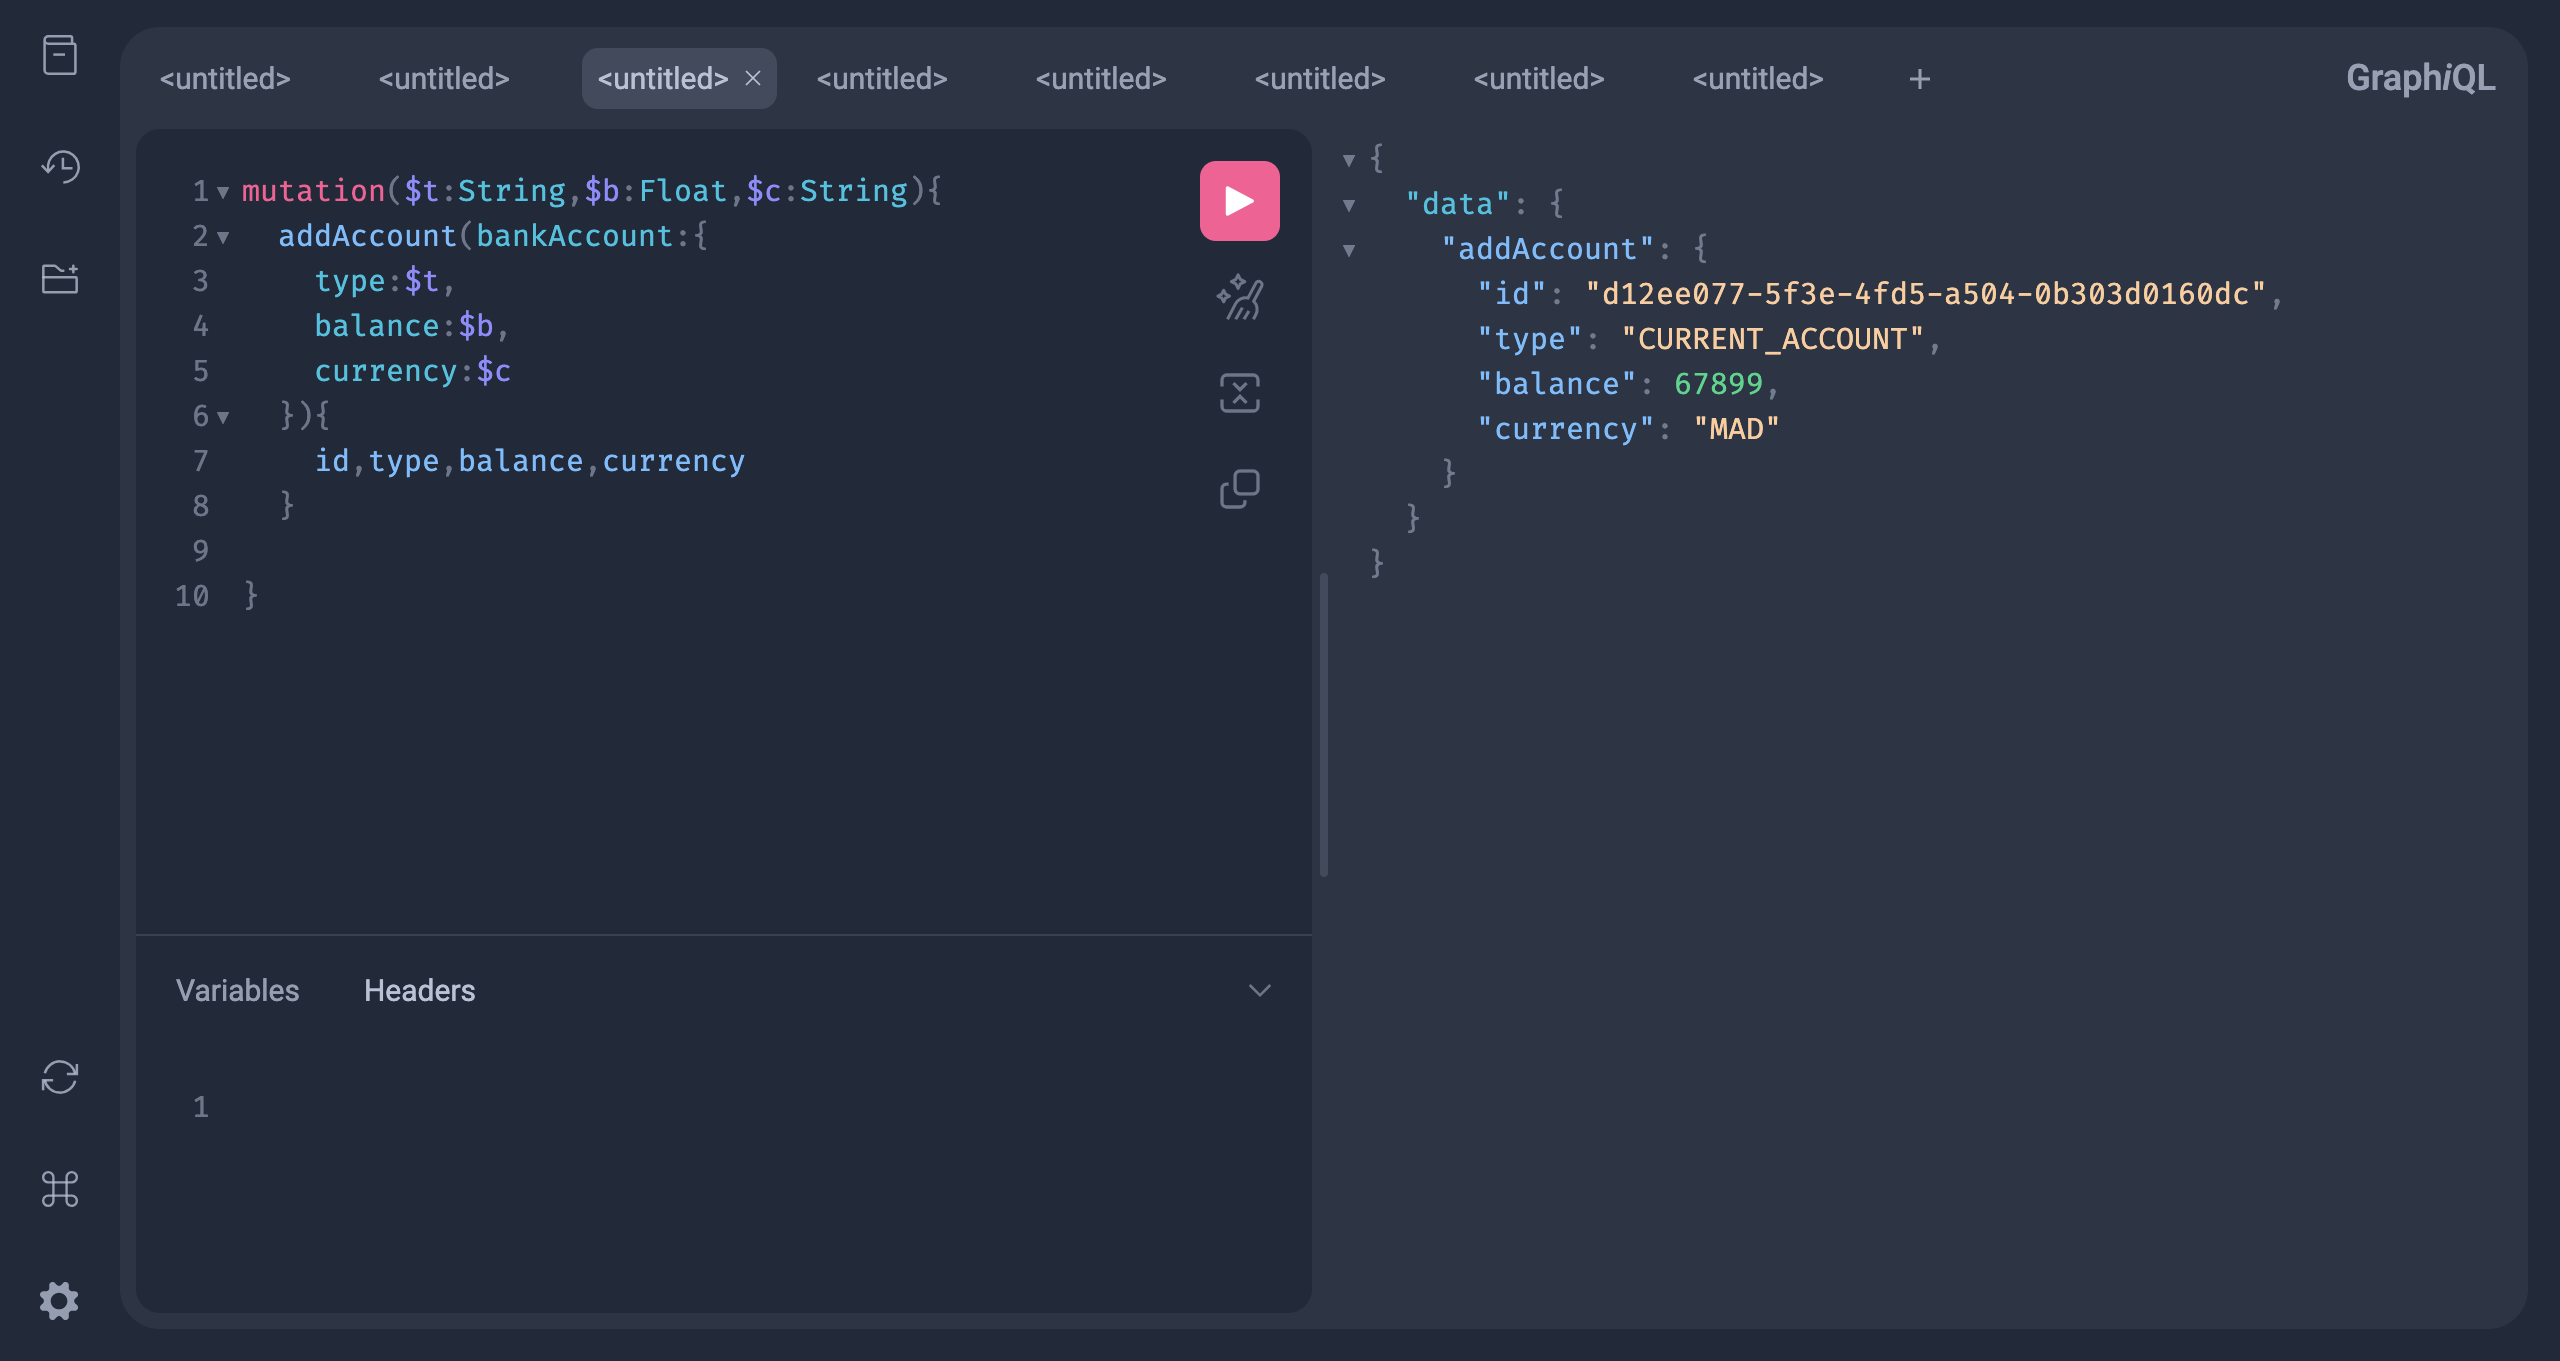 <untitled> <untitled> <untitled> <untitled> <untitled> <untitled> <untitled> <untitled> + GraphiQL
1 mutation($t:String,$b:Float,$c:String){
2 addAccount(bankAccount:{
3 type:$t,
4 balance:$b,
5 currency:$c
6 }){
7 id,type,balance,currency
8 }
9
10 }
Variables Headers
1
{
"data": {
"addAccount": {
"id": "d12ee077-5f3e-4fd5-a504-0b303d0160dc",
"type": "CURRENT_ACCOUNT",
"balance": 67899,
"currency": "MAD"
}
}
}